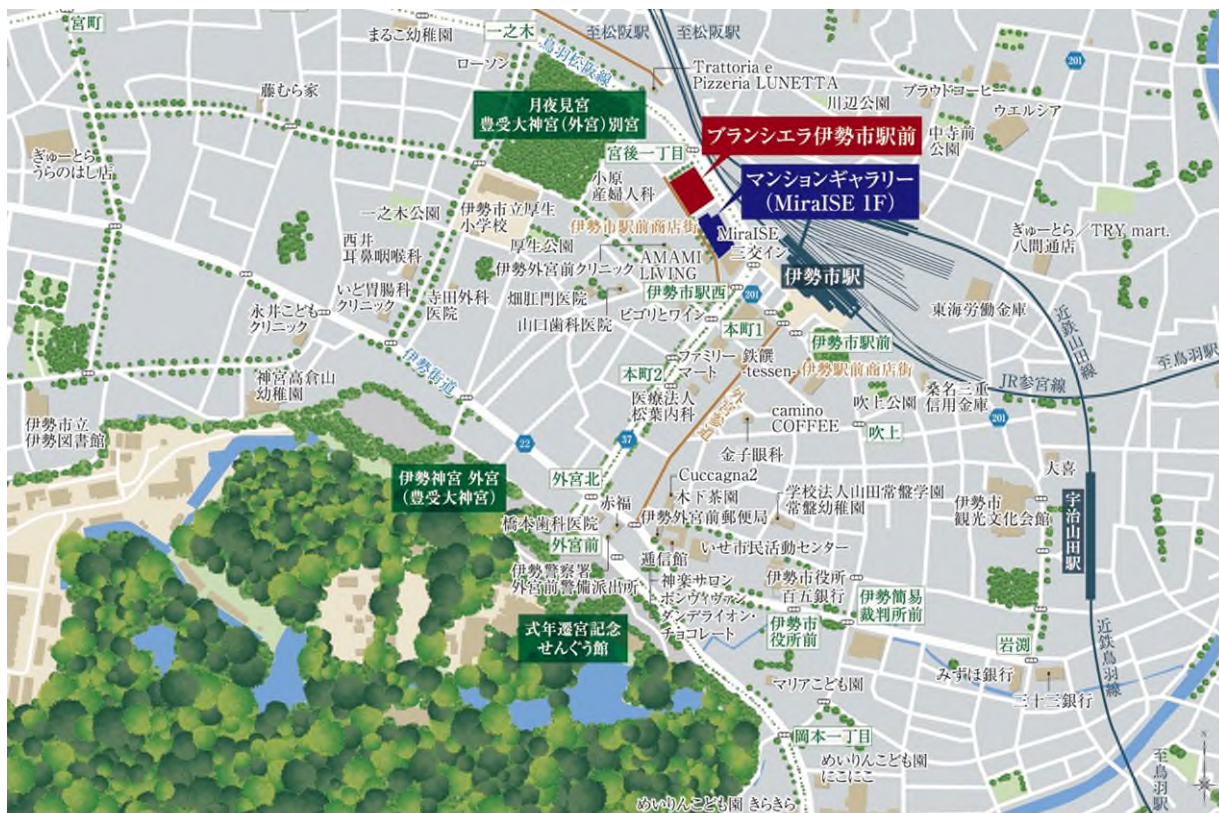 宮町
まるこ幼稚園
一之木
ローソン
鳥羽松阪線
至松阪駅
至松阪駅
Trattoria e
Pizzeria LUNETTA
201
藤むら家
月夜見宮
豊受大神宮（外宮）別宮
川辺公園
プラウドコーヒー
ウエルシア
中寺前
公園
宮後一丁目
ブランシエラ伊勢市駅前
マンションギャラリー
（MiraISE 1F）
ぎゅーとら
うらのはし店
小原
産婦人科
一之木公園
伊勢市立厚生
小学校
伊勢市駅前商店街
MiraISE
三交イン
ぎゅーとら／TRY mart.
八間通店
西井
耳鼻咽喉科
厚生公園
伊勢外宮前クリニック
AMAMI
LIVING
伊勢市駅
いど胃腸科
クリニック
寺田外科
医院
畑肛門医院
伊勢市駅西
201
永井こども
クリニック
山口歯科医院
ビゴリとワイン
本町1
東海労働金庫
近鉄山田線
伊勢市駅前
至鳥羽駅
伊勢街道
ファミリー
マート
鉄饌
-tessen-
伊勢駅前商店街
JR参宮線
神宮高倉山
幼稚園
本町2
医療法人
松葉内科
外宮参道
吹上公園
桑名三重
信用金庫
伊勢市立
伊勢図書館
camino
COFFEE
吹上
201
22
37
金子眼科
伊勢神宮 外宮
（豊受大神宮）
外宮北
Cuccagna2
大喜
赤福
木下茶園
学校法人山田常盤学園
常盤幼稚園
伊勢市
観光文化会館
宇治山田駅
橋本歯科医院
伊勢外宮前郵便局
外宮前
逓信館
いせ市民活動センター
伊勢警察署
外宮前警備派出所
神楽サロン
ボンヴィヴァン
ダンデライオン・
チョコレート
伊勢市役所
百五銀行
伊勢簡易
裁判所前
式年遷宮記念
せんぐう館
伊勢市
役所前
岩渕
近鉄鳥羽線
みずほ銀行
マリアこども園
三十三銀行
岡本一丁目
めいりんこども園
にこにこ
至鳥羽駅
めいりんこども園 きらきら
N